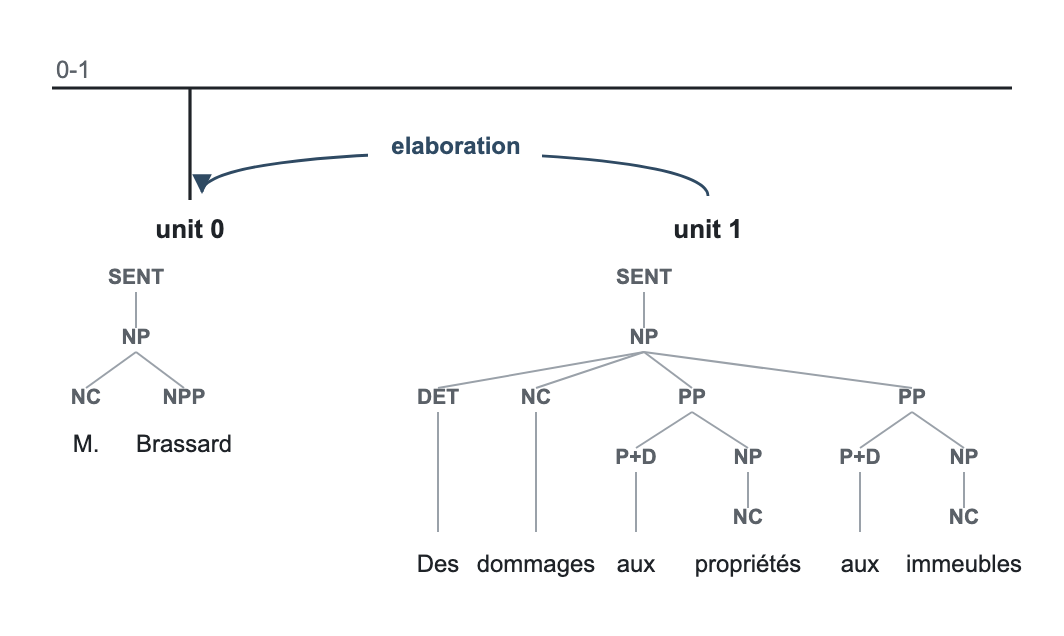 0-1
elaboration
unit 0 unit 1
SENT SENT
NP NP
NC NPP DET NC PP PP
M. Brassard
P+D NP P+D NP
NC NC
Des dommages aux propriétés aux immeubles